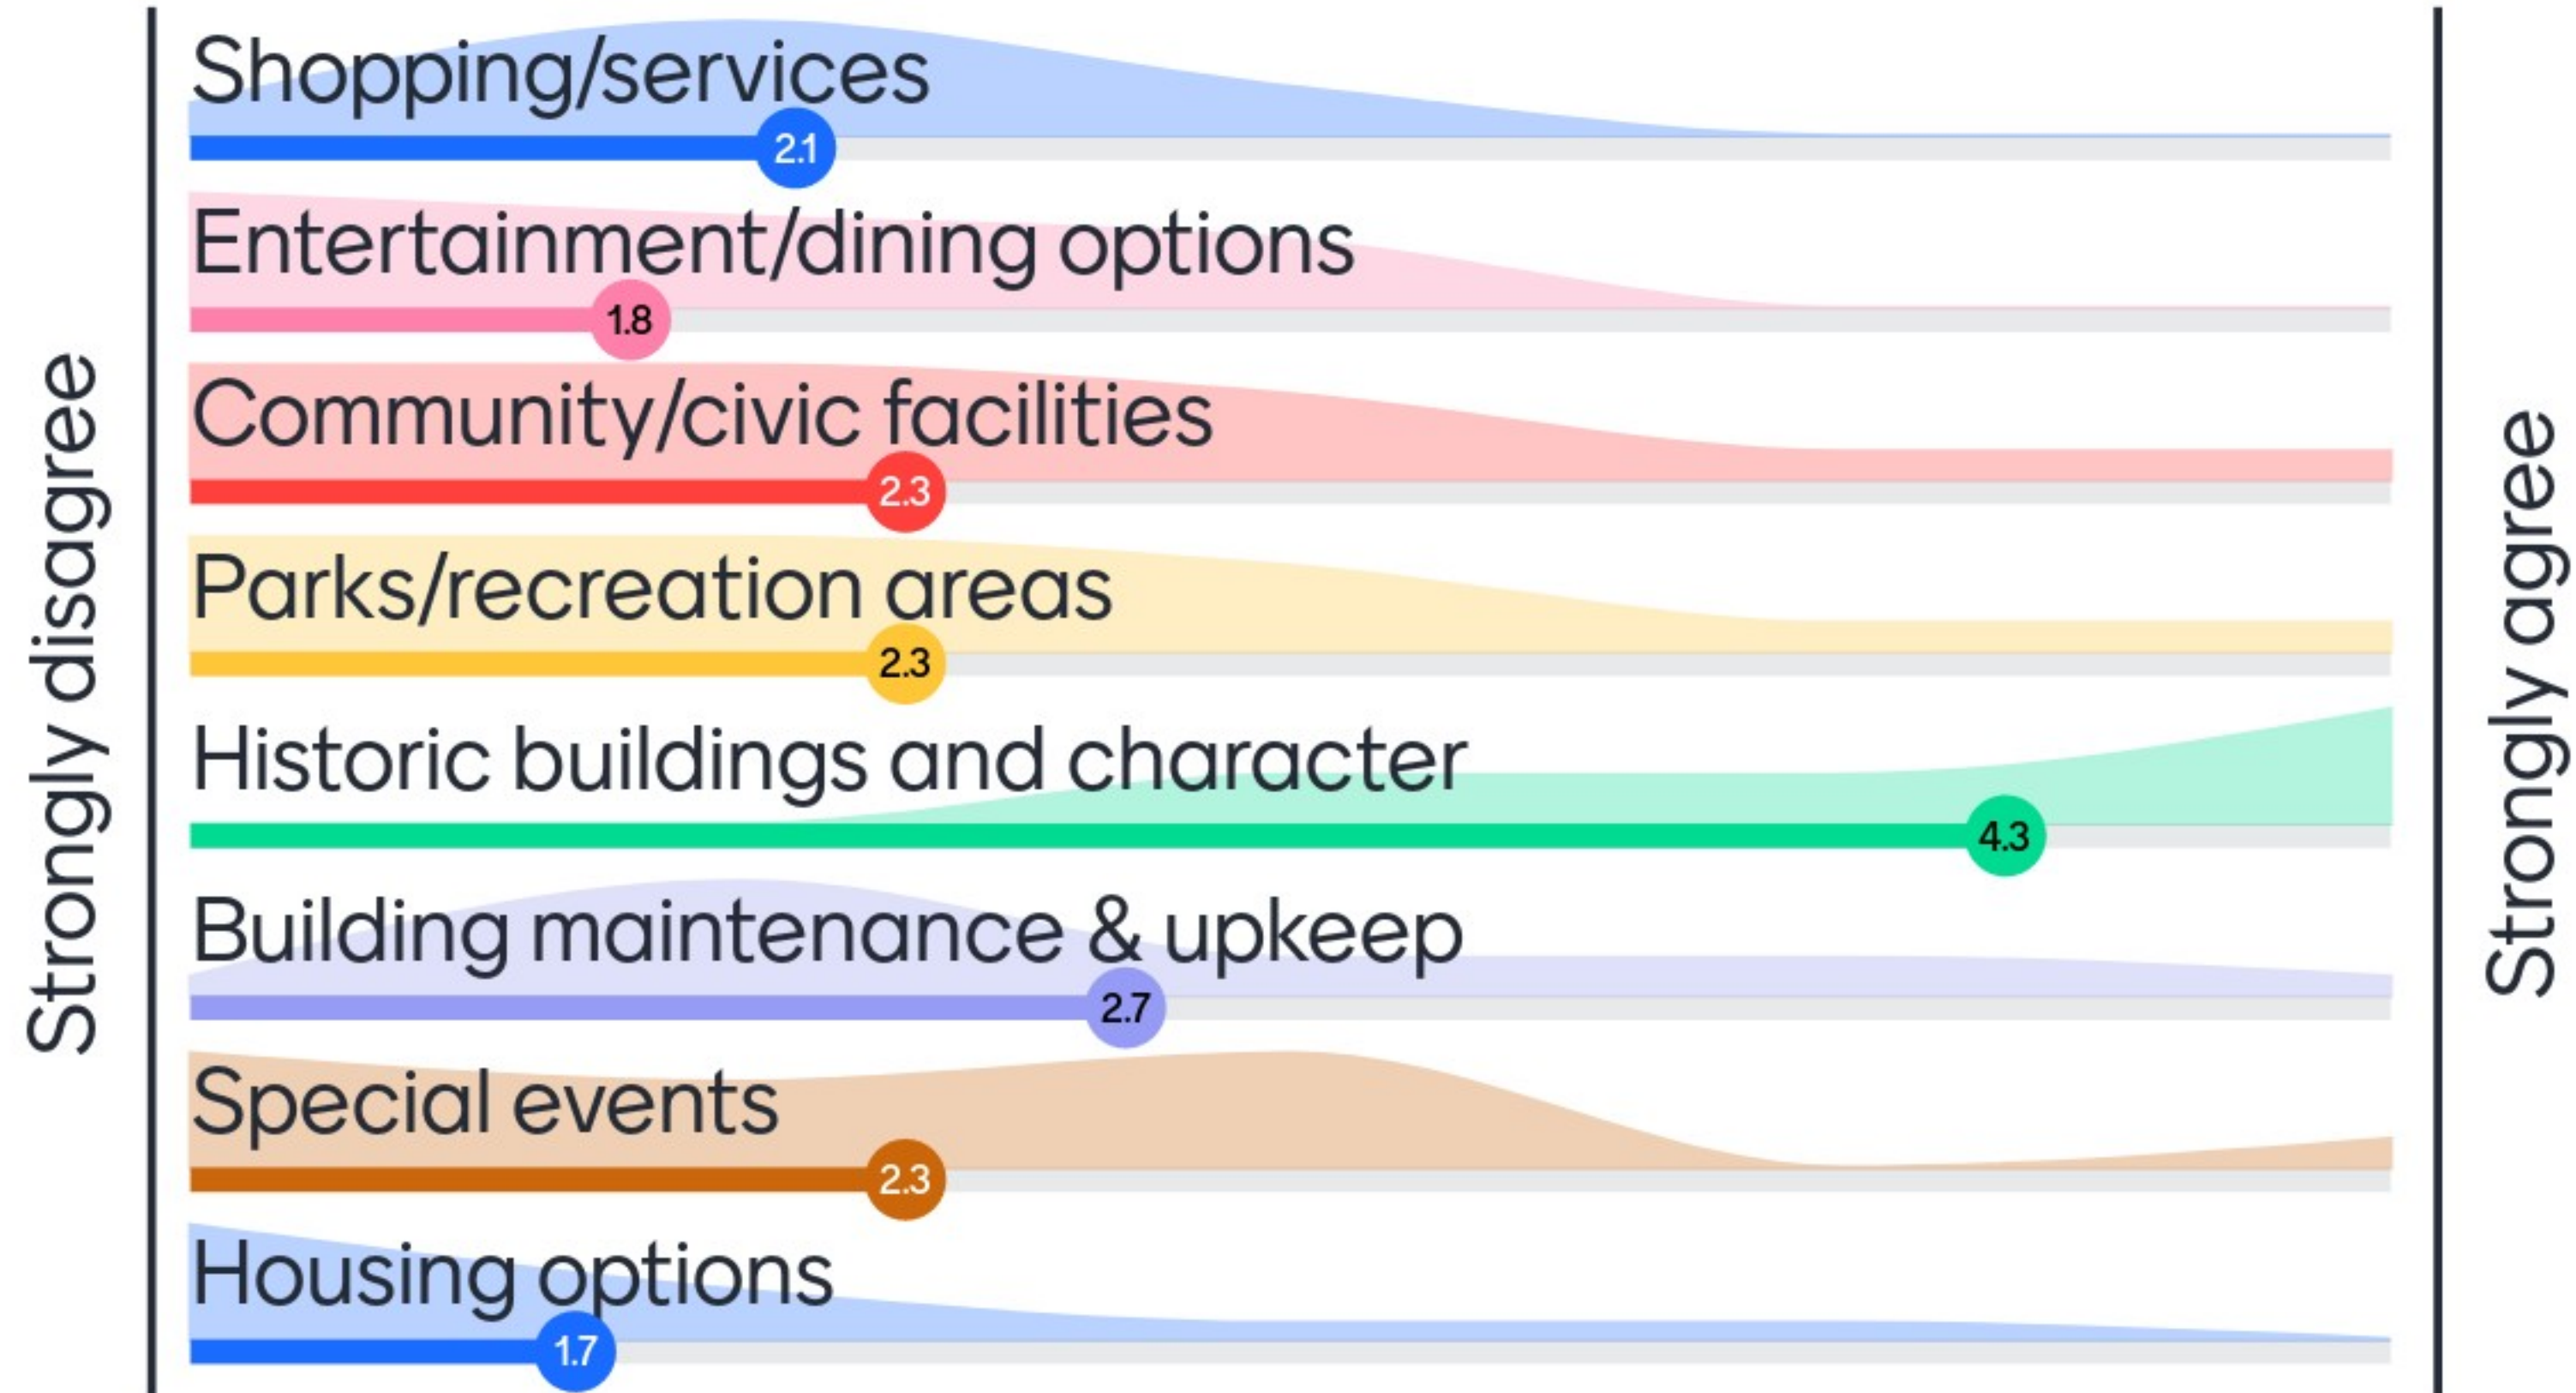 Strongly disagree
Shopping/services
2.1
Entertainment/dining options
1.8
Community/civic facilities
2.3
Parks/recreation areas
2.3
Historic buildings and character
4.3
Building maintenance & upkeep
2.7
Special events
2.3
Housing options
1.7
Strongly agree